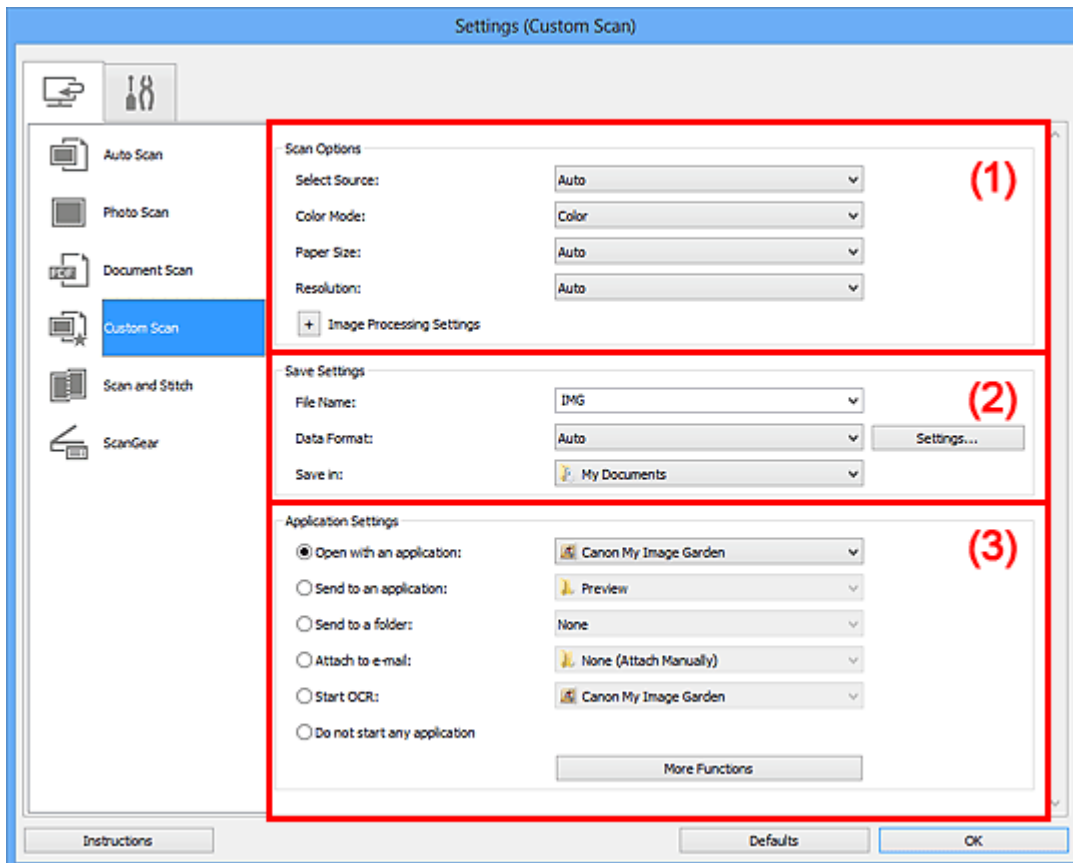 Settings (Custom Scan)
Auto Scan
Photo Scan
Document Scan
Custom Scan
Scan and Stitch
ScanGear
Scan Options
(1)
Select Source: Auto
Color Mode: Color
Paper Size: Auto
Resolution: Auto
+ Image Processing Settings
Save Settings
(2)
File Name: IMG
Data Format: Auto Settings...
Save in: My Documents
Application Settings
(3)
Open with an application: Canon My Image Garden
Send to an application: Preview
Send to a folder: None
Attach to e-mail: None (Attach Manually)
Start OCR: Canon My Image Garden
Do not start any application
More Functions
Instructions Defaults OK